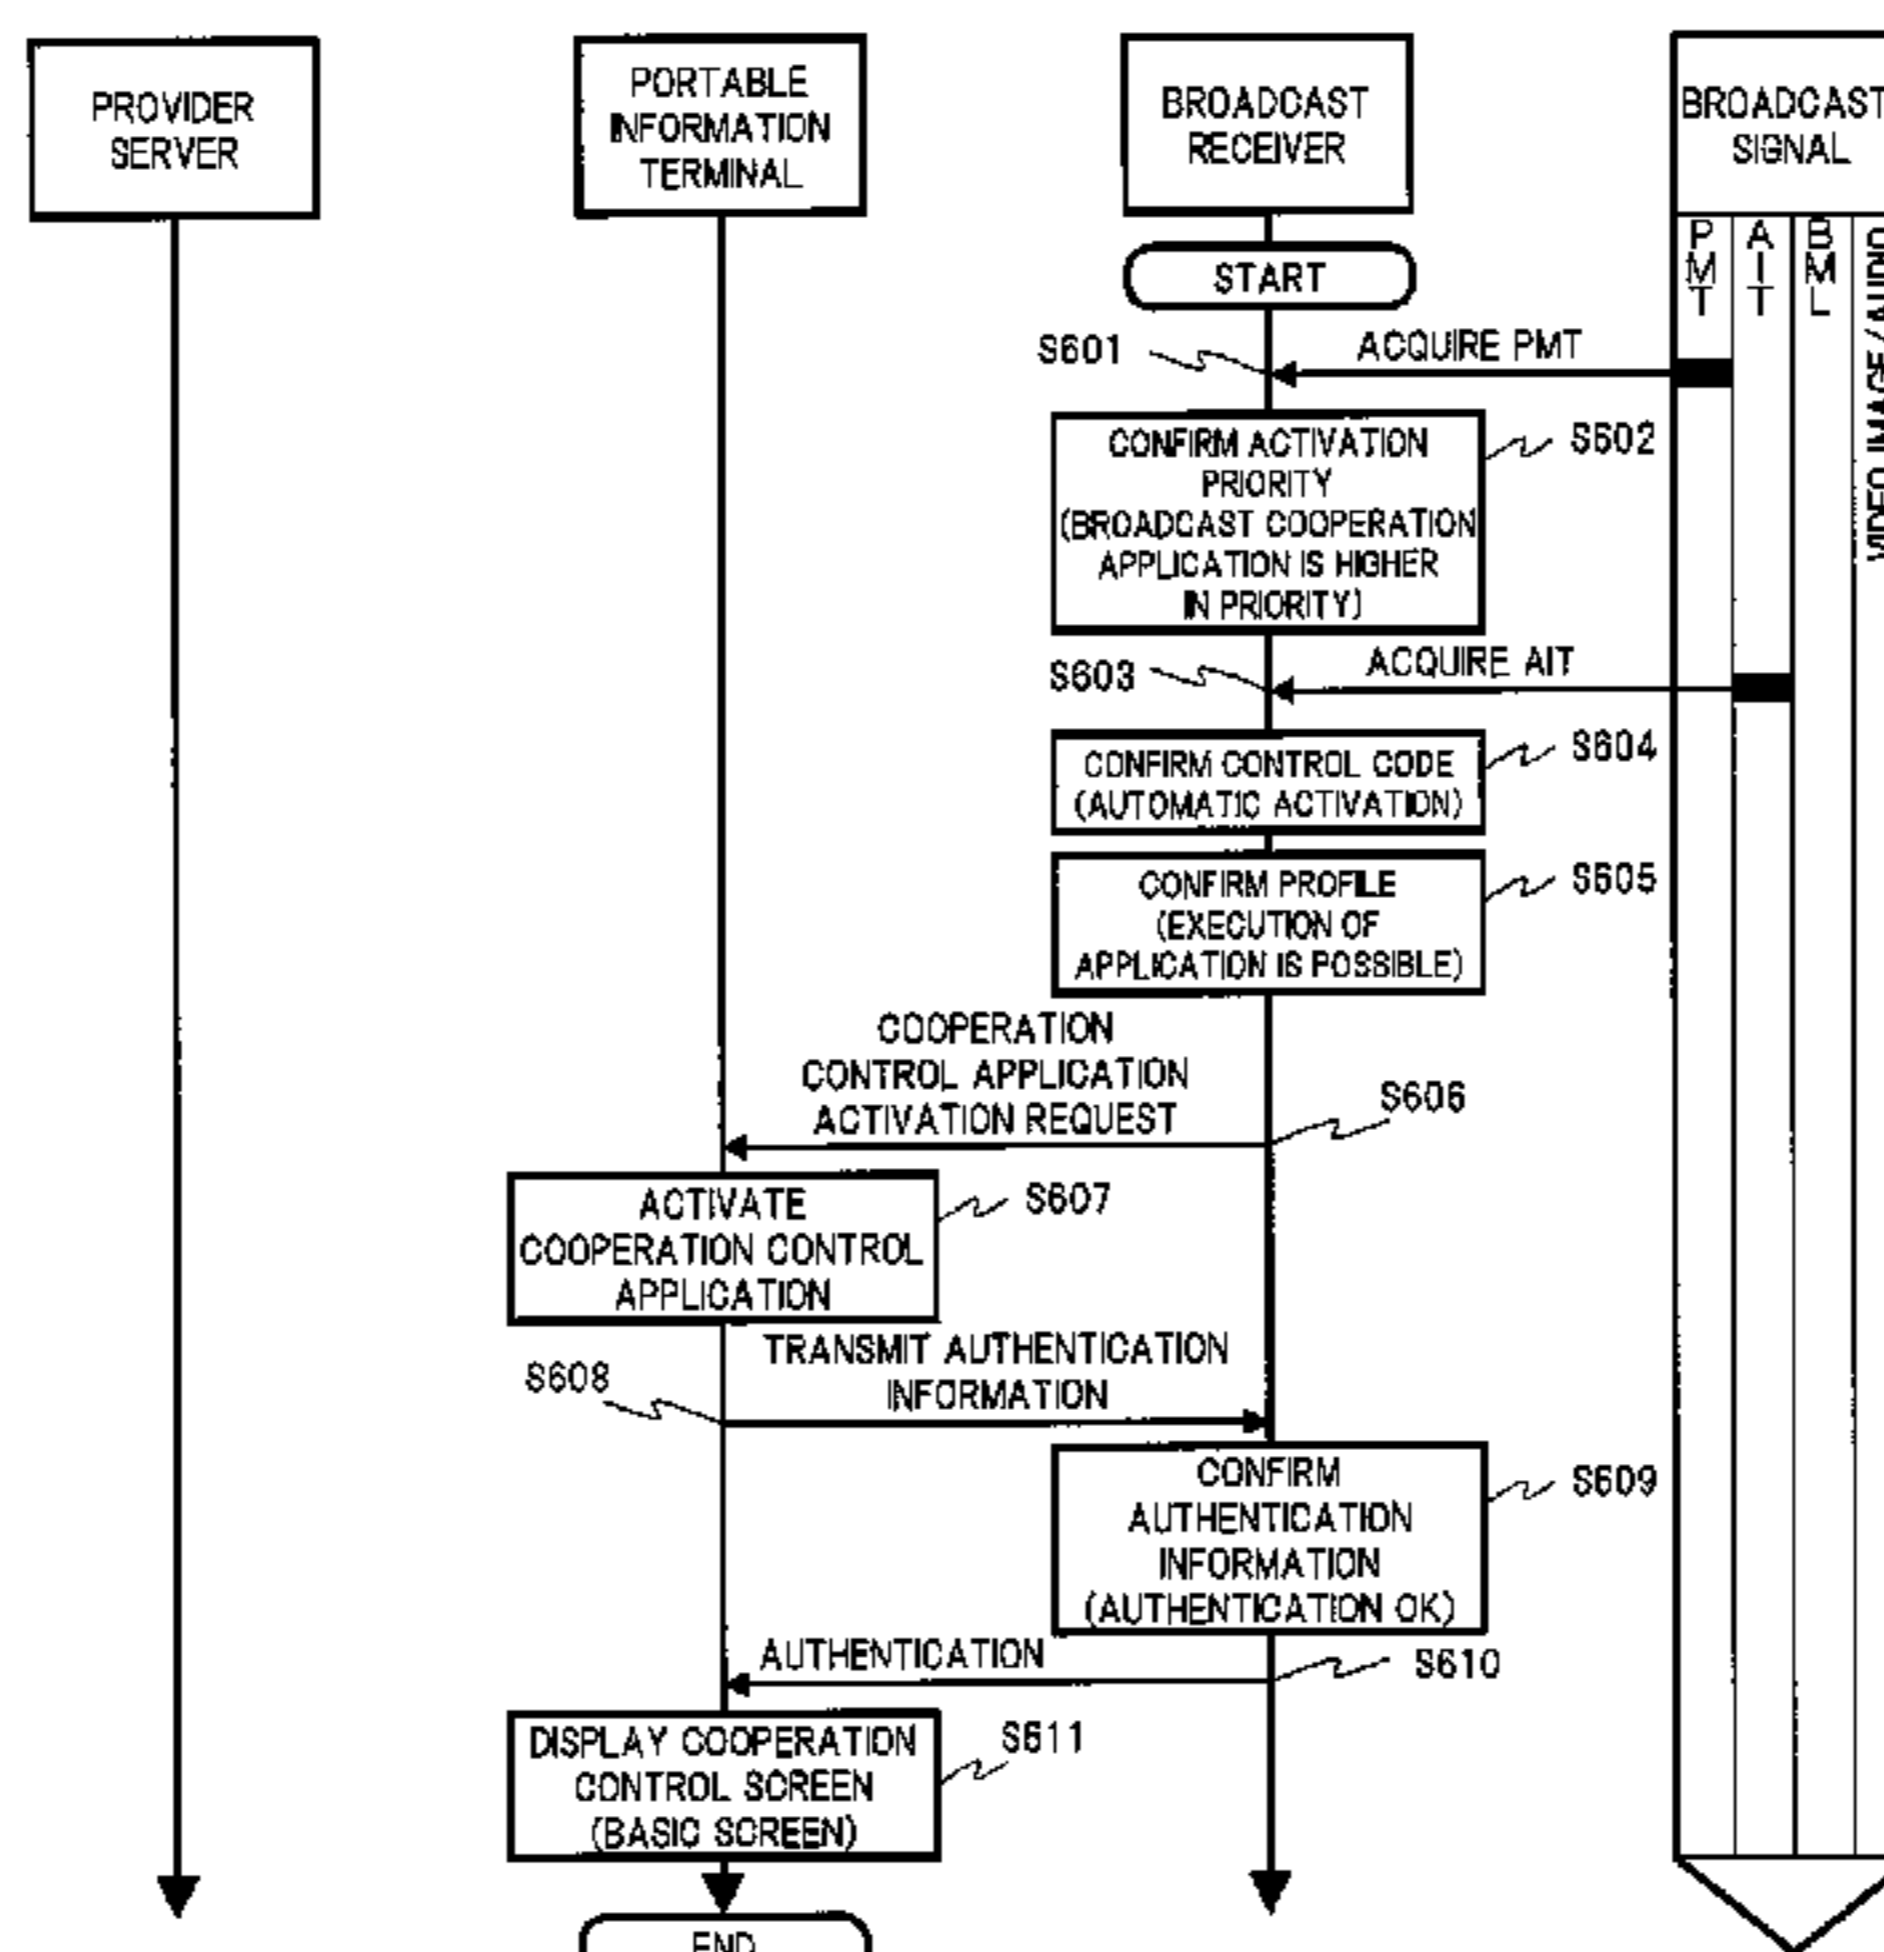 PROVIDER
SERVER
PORTABLE
INFORMATION
TERMINAL
BROADCAST
RECEIVER
BROADCAST
SIGNAL
PMT
AIT
BML
VIDEO IMAGE/AUDIO
START
S601
ACQUIRE PMT
CONFIRM ACTIVATION
PRIORITY
(BROADCAST COOPERATION
APPLICATION IS HIGHER
IN PRIORITY)
S602
S603
ACQUIRE AIT
CONFIRM CONTROL CODE
(AUTOMATIC ACTIVATION)
S604
CONFIRM PROFILE
(EXECUTION OF
APPLICATION IS POSSIBLE)
S605
COOPERATION
CONTROL APPLICATION
ACTIVATION REQUEST
S606
ACTIVATE
COOPERATION CONTROL
APPLICATION
S607
S608
TRANSMIT AUTHENTICATION
INFORMATION
CONFIRM
AUTHENTICATION
INFORMATION
(AUTHENTICATION OK)
S609
AUTHENTICATION
S610
DISPLAY COOPERATION
CONTROL SCREEN
(BASIC SCREEN)
S611
END